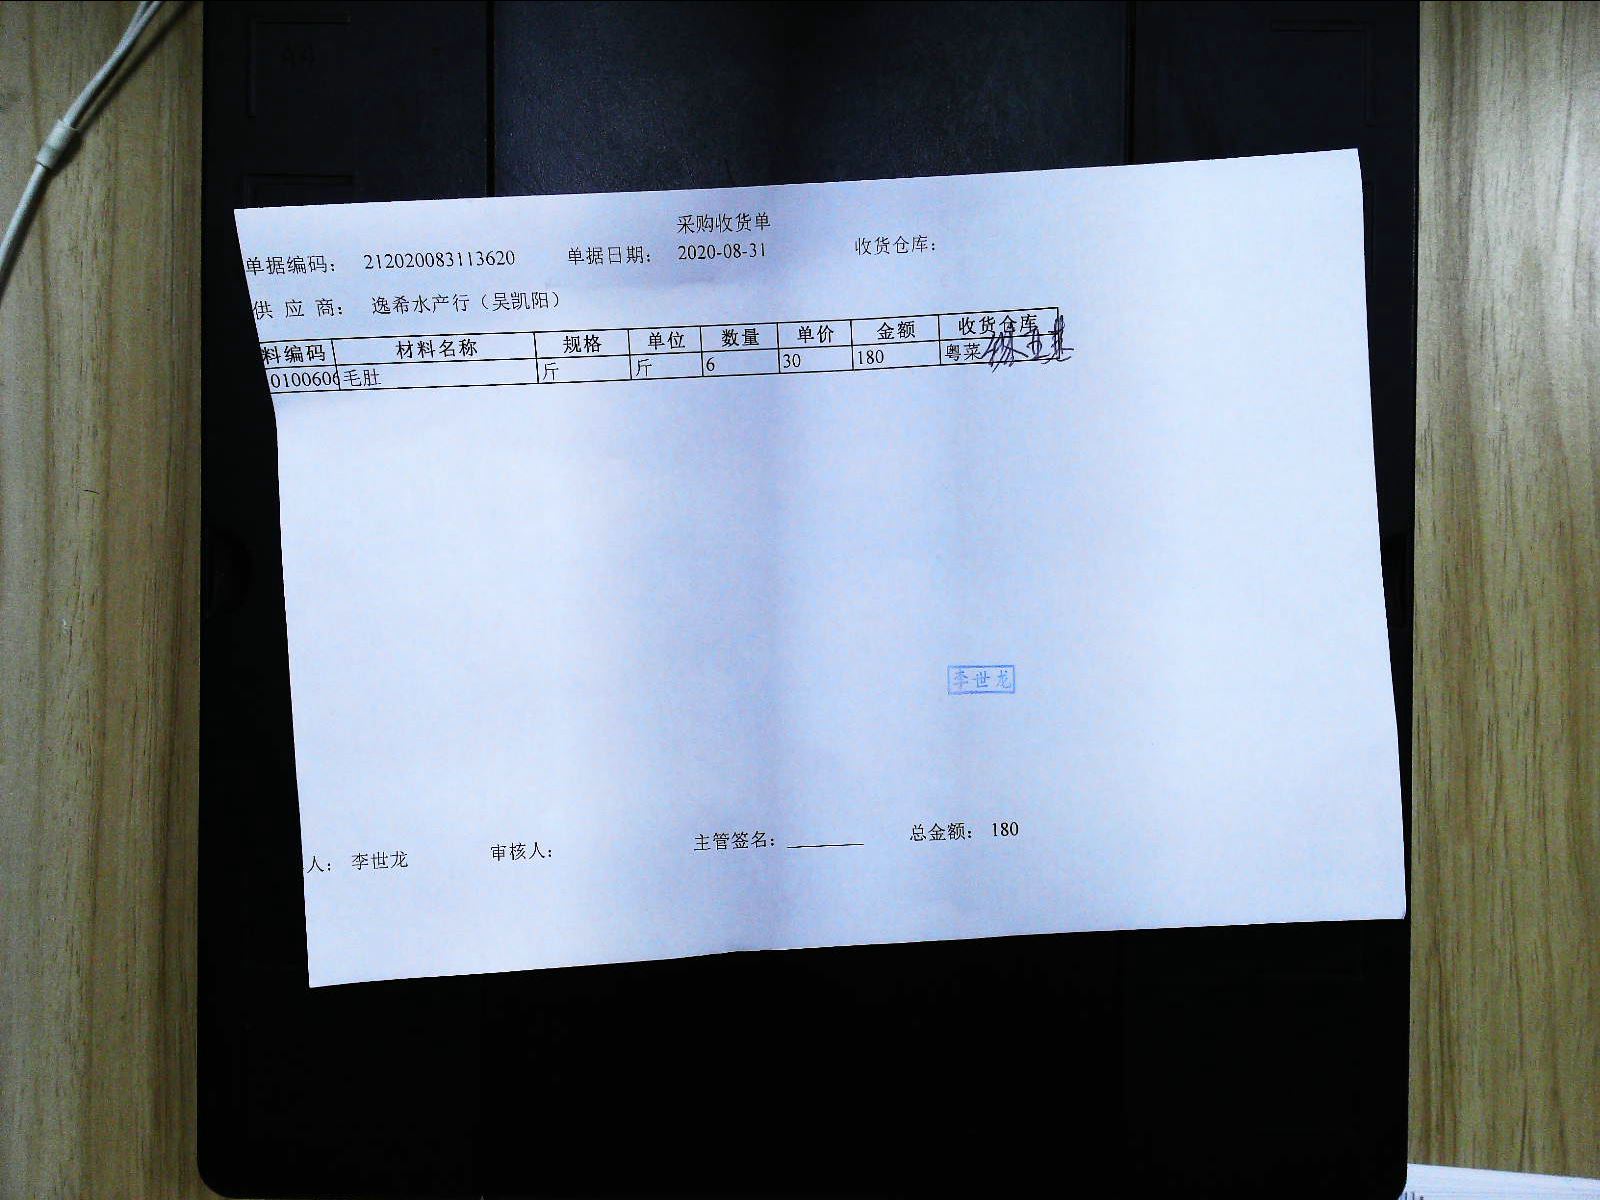 采购收货单
单据编码： 212020083113620 单据日期： 2020-08-31 收货仓库：
供 应 商： 逸希水产行（吴凯阳）
料编码 材料名称 规格 单位 数量 单价 金额 收货仓库
0100606 毛肚 斤 斤 6 30 180 粤菜
李世龙
人： 李世龙 审核人： 主管签名： 总金额： 180